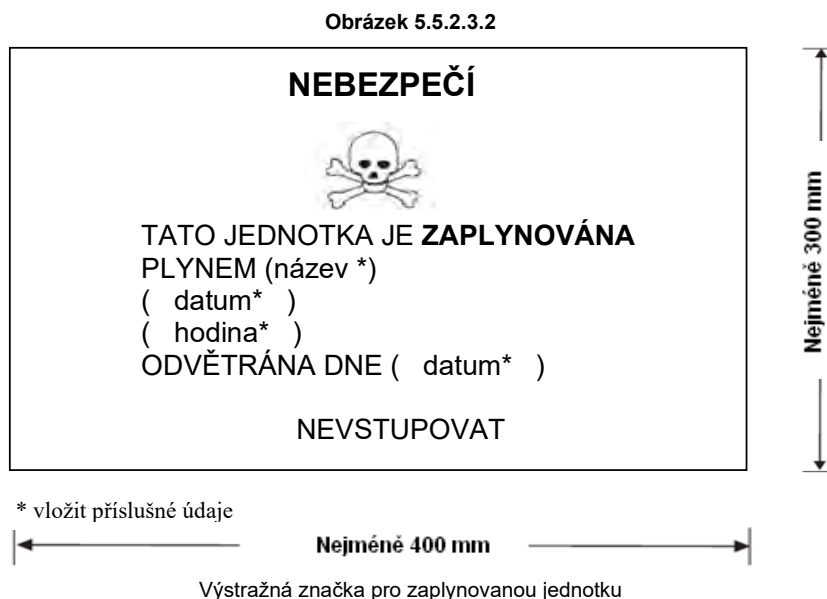 Obrázek 5.5.2.3.2
NEBEZPEČÍ
TATO JEDNOTKA JE ZAPLYNOVÁNA
PLYNEM (název *)
( datum* )
( hodina* )
ODVĚTRÁNA DNE ( datum* )
NEVSTUPOVAT
Nejméně 300 mm
* vložit příslušné údaje
Nejméně 400 mm
Výstražná značka pro zaplynovanou jednotku